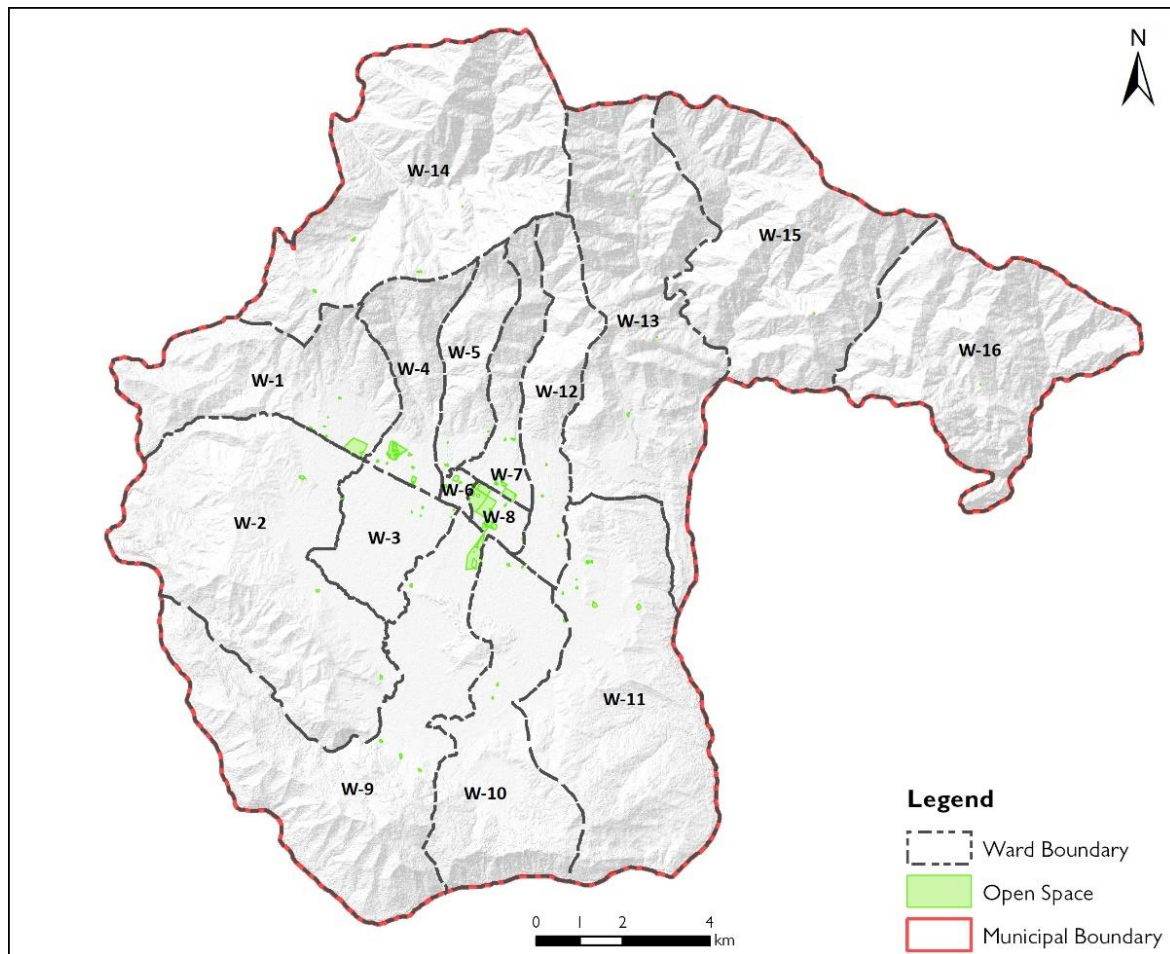 N
W-14
W-15
W-13
W-5
W-16
W-4
W-1
W-12
W-7
W-6
W-8
W-2
W-3
W-11
W-9
W-10
Legend
Ward Boundary
Open Space
Municipal Boundary
0 1 2 4
km